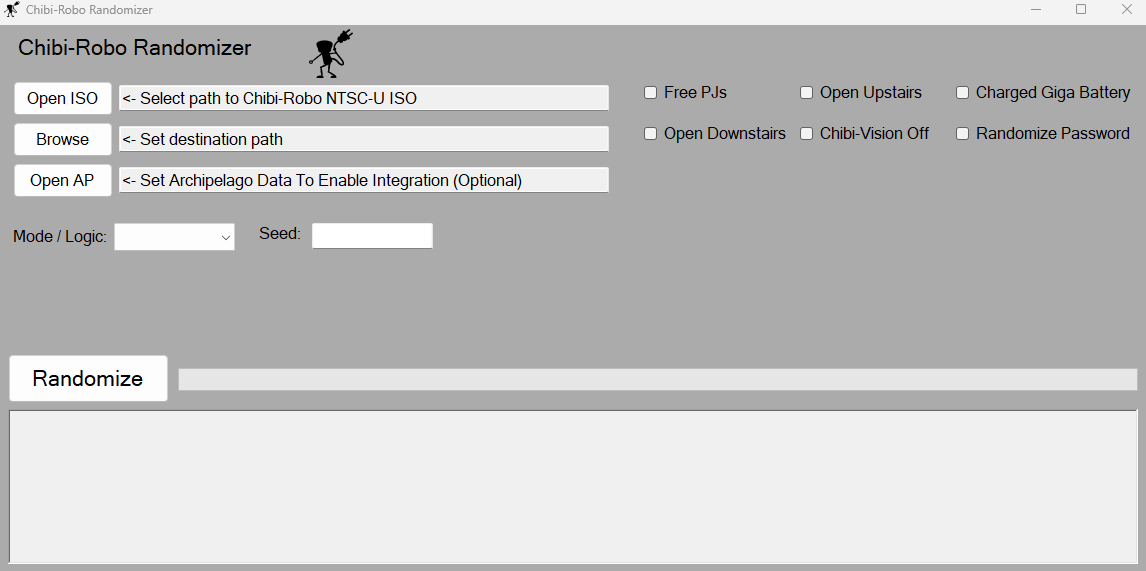 Chibi-Robo Randomizer
Chibi-Robo Randomizer
Open ISO <- Select path to Chibi-Robo NTSC-U ISO
Free PJs Open Upstairs Charged Giga Battery
Browse <- Set destination path
Open Downstairs Chibi-Vision Off Randomize Password
Open AP <- Set Archipelago Data To Enable Integration (Optional)
Mode / Logic: Seed:
Randomize